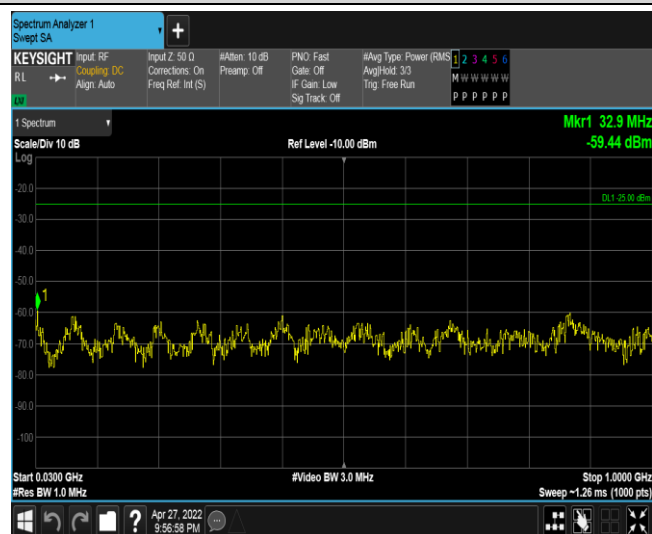 Spectrum Analyzer 1
Swept SA
+
KEYSIGHT Input: RF Input Z: 50 Ω #Atten: 10 dB PNO: Fast #Avg Type: Power (RMS 1 2 3 4 5 6
RL Coupling: DC Corrections: On Preamp: Off Gate: Off Avg|Hold: 3/3 M W W W W W
Align: Auto Freq Ref: Int (S) IF Gain: Low Trig: Free Run
Sig Track: Off P P P P P P
LXI
1 Spectrum Mkr1 32.9 MHz
Scale/Div 10 dB Ref Level -10.00 dBm -59.44 dBm
Log
-20.0
DL1 -25.00 dBm
-30.0
-40.0
-50.0
1
-60.0
-70.0
-80.0
-90.0
-100
Start 0.0300 GHz #Video BW 3.0 MHz Stop 1.0000 GHz
#Res BW 1.0 MHz Sweep ~1.26 ms (1000 pts)
? Apr 27, 2022
9:56:58 PM